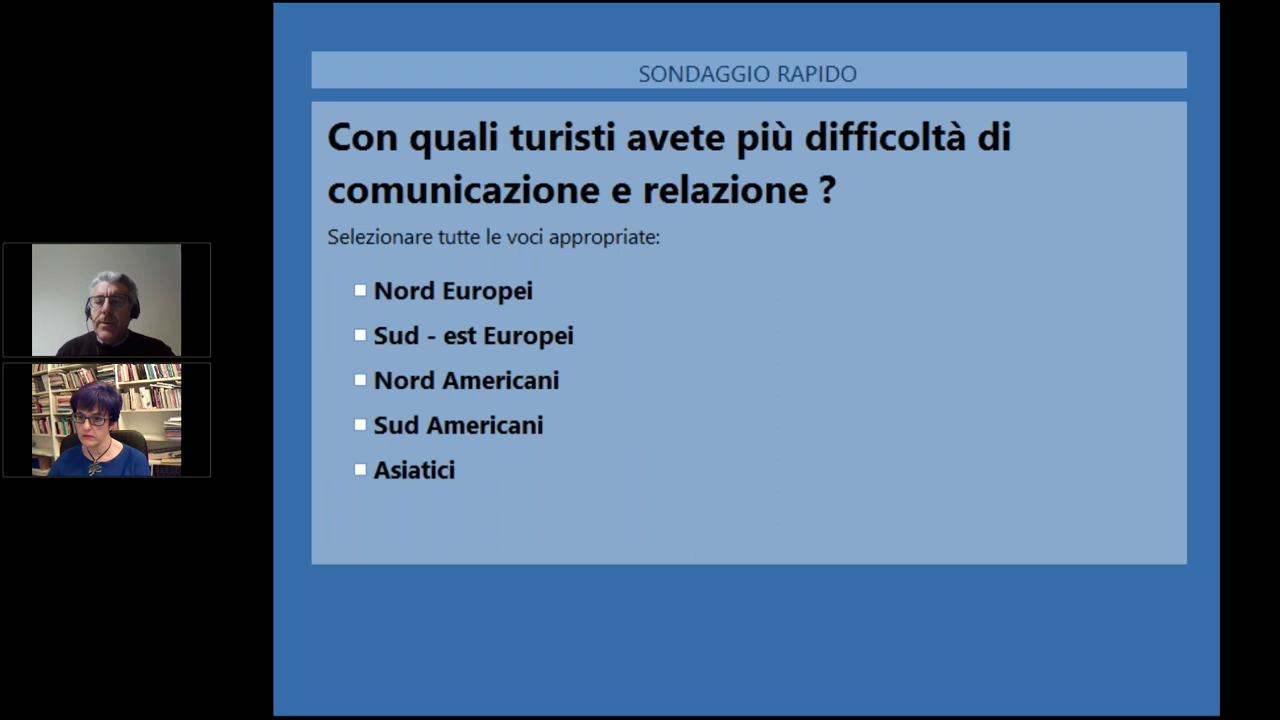 SONDAGGIO RAPIDO
Con quali turisti avete più difficoltà di
comunicazione e relazione ?
Selezionare tutte le voci appropriate:
Nord Europei
Sud - est Europei
Nord Americani
Sud Americani
Asiatici